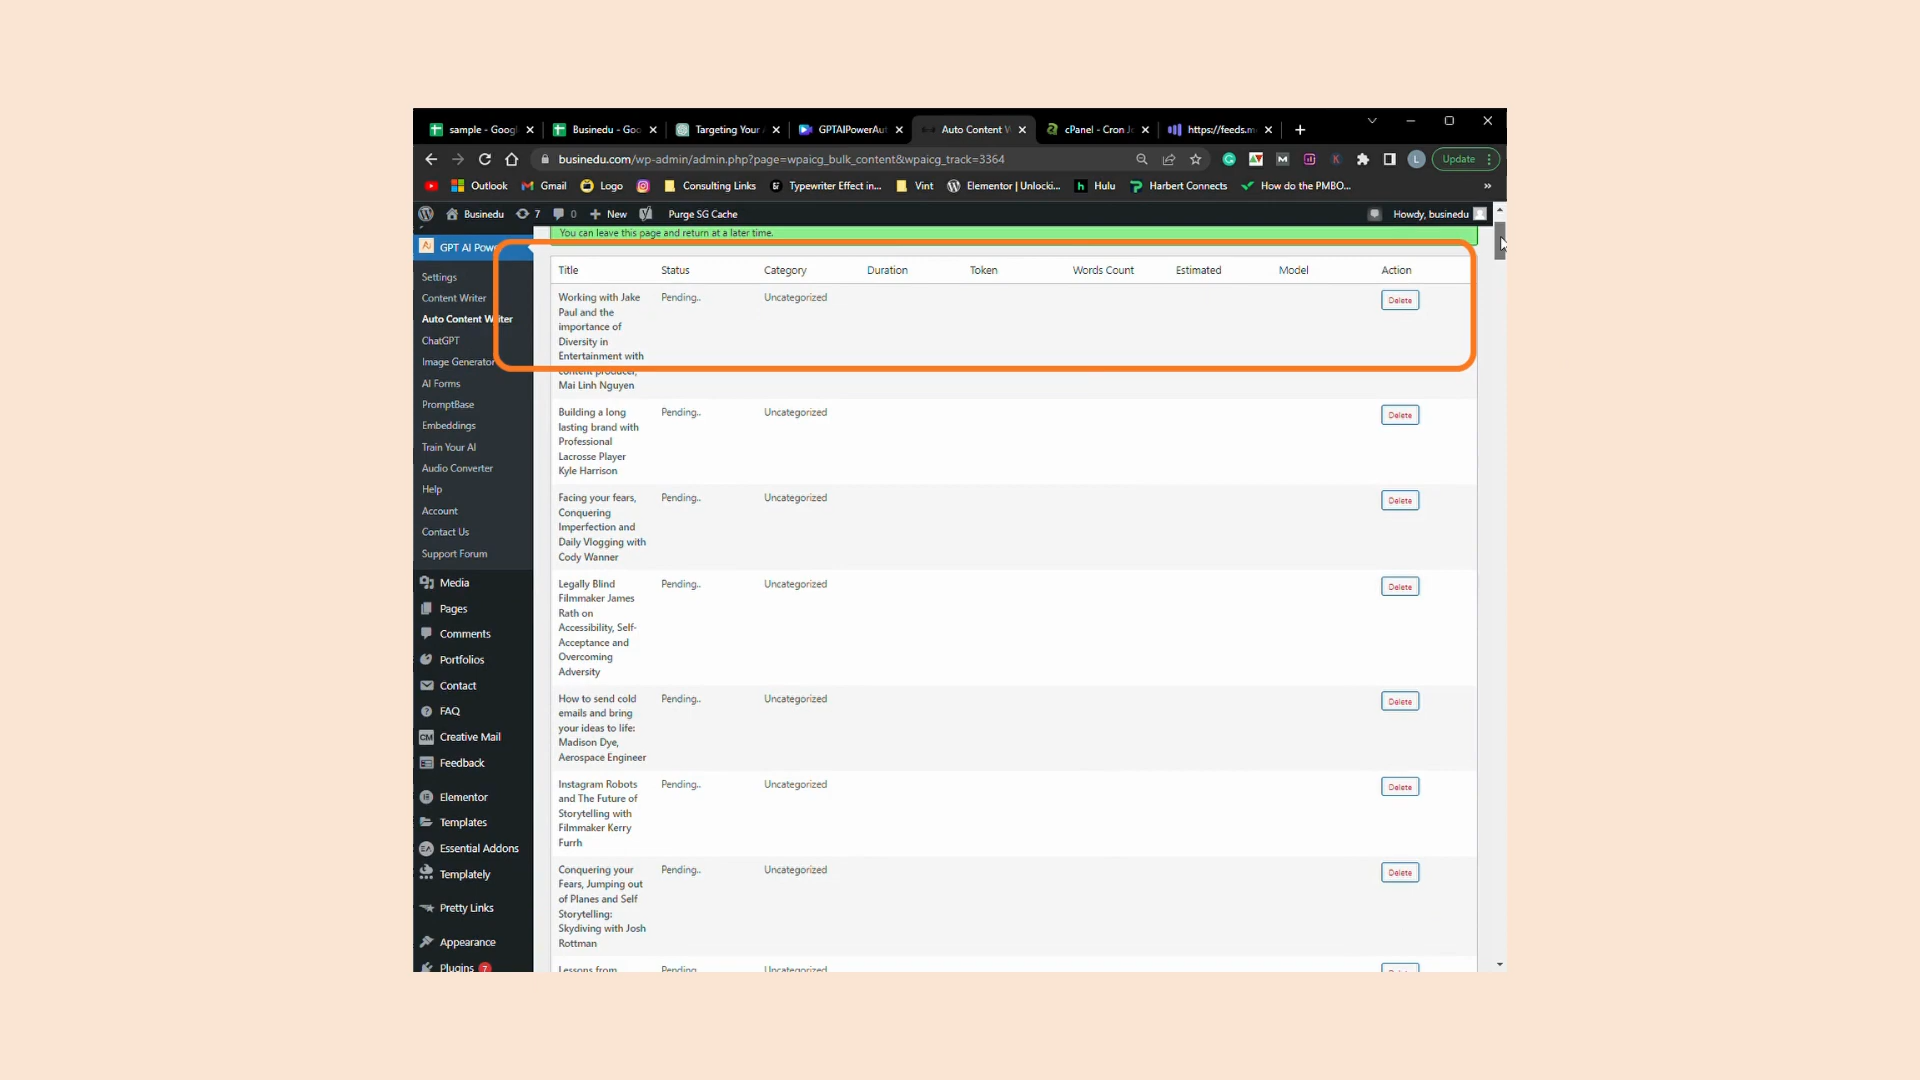 sample - Googl
Businedu - Goo
Targeting Your
GPTAIPowerAut
Auto Content W
cPanel - Cron Jo
https://feeds.m
businedu.com/wp-admin/admin.php?page=wpaicg_bulk_content&wpaicg_track=3364
L
Update
Outlook
Gmail
Logo
Consulting Links
Typewriter Effect in...
Vint
Elementor | Unlocki...
Hulu
Harbert Connects
How do the PMBO...
Businedu
7
0
New
Purge SG Cache
Howdy, businedu
GPT AI Powe
Settings
Content Writer
Auto Content Writer
ChatGPT
Image Generator
AI Forms
PromptBase
Embeddings
Train Your AI
Audio Converter
Help
Account
Contact Us
Support Forum
Media
Pages
Comments
Portfolios
Contact
FAQ
Creative Mail
Feedback
Elementor
Templates
Essential Addons
Templately
Pretty Links
Appearance
Plugins 7
You can leave this page and return at a later time.
Title Status Category Duration Token Words Count Estimated Model Action
Working with Jake Pending.. Uncategorized Delete
Paul and the
importance of
Diversity in
Entertainment with
content producer,
Mai Linh Nguyen
Building a long Pending.. Uncategorized Delete
lasting brand with
Professional
Lacrosse Player
Kyle Harrison
Facing your fears, Pending.. Uncategorized Delete
Conquering
Imperfection and
Daily Vlogging with
Cody Wanner
Legally Blind Pending.. Uncategorized Delete
Filmmaker James
Rath on
Accessibility, Self-
Acceptance and
Overcoming
Adversity
How to send cold Pending.. Uncategorized Delete
emails and bring
your ideas to life:
Madison Dye,
Aerospace Engineer
Instagram Robots Pending.. Uncategorized Delete
and The Future of
Storytelling with
Filmmaker Kerry
Furrh
Conquering your Pending.. Uncategorized Delete
Fears, Jumping out
of Planes and Self
Storytelling:
Skydiving with Josh
Rottman
Lessons from Pending Uncategorized